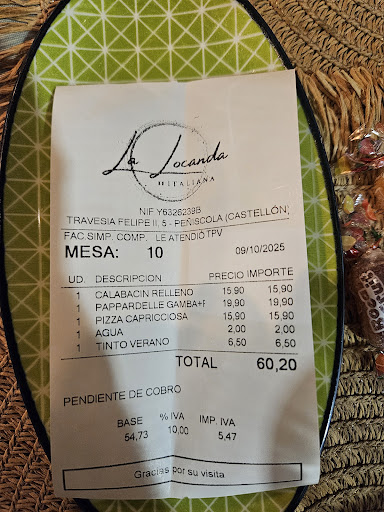 La Locanda
ITALIANA
NIF Y6326239B
TRAVESIA FELIPE II, 5 - PEÑISCOLA (CASTELLÓN)
FAC.SIMP. COMP. LE ATENDIÓ TPV
MESA: 10 09/10/2025
UD. DESCRIPCION PRECIO IMPORTE
1 CALABACIN RELLENO 15,90 15,90
1 PAPPARDELLE GAMBA+F 19,90 19,90
1 PIZZA CAPRICCIOSA 15,90 15,90
1 AGUA 2,00 2,00
1 TINTO VERANO 6,50 6,50
TOTAL 60,20
PENDIENTE DE COBRO
BASE % IVA IMP. IVA
54,73 10,00 5,47
Gracias por su visita